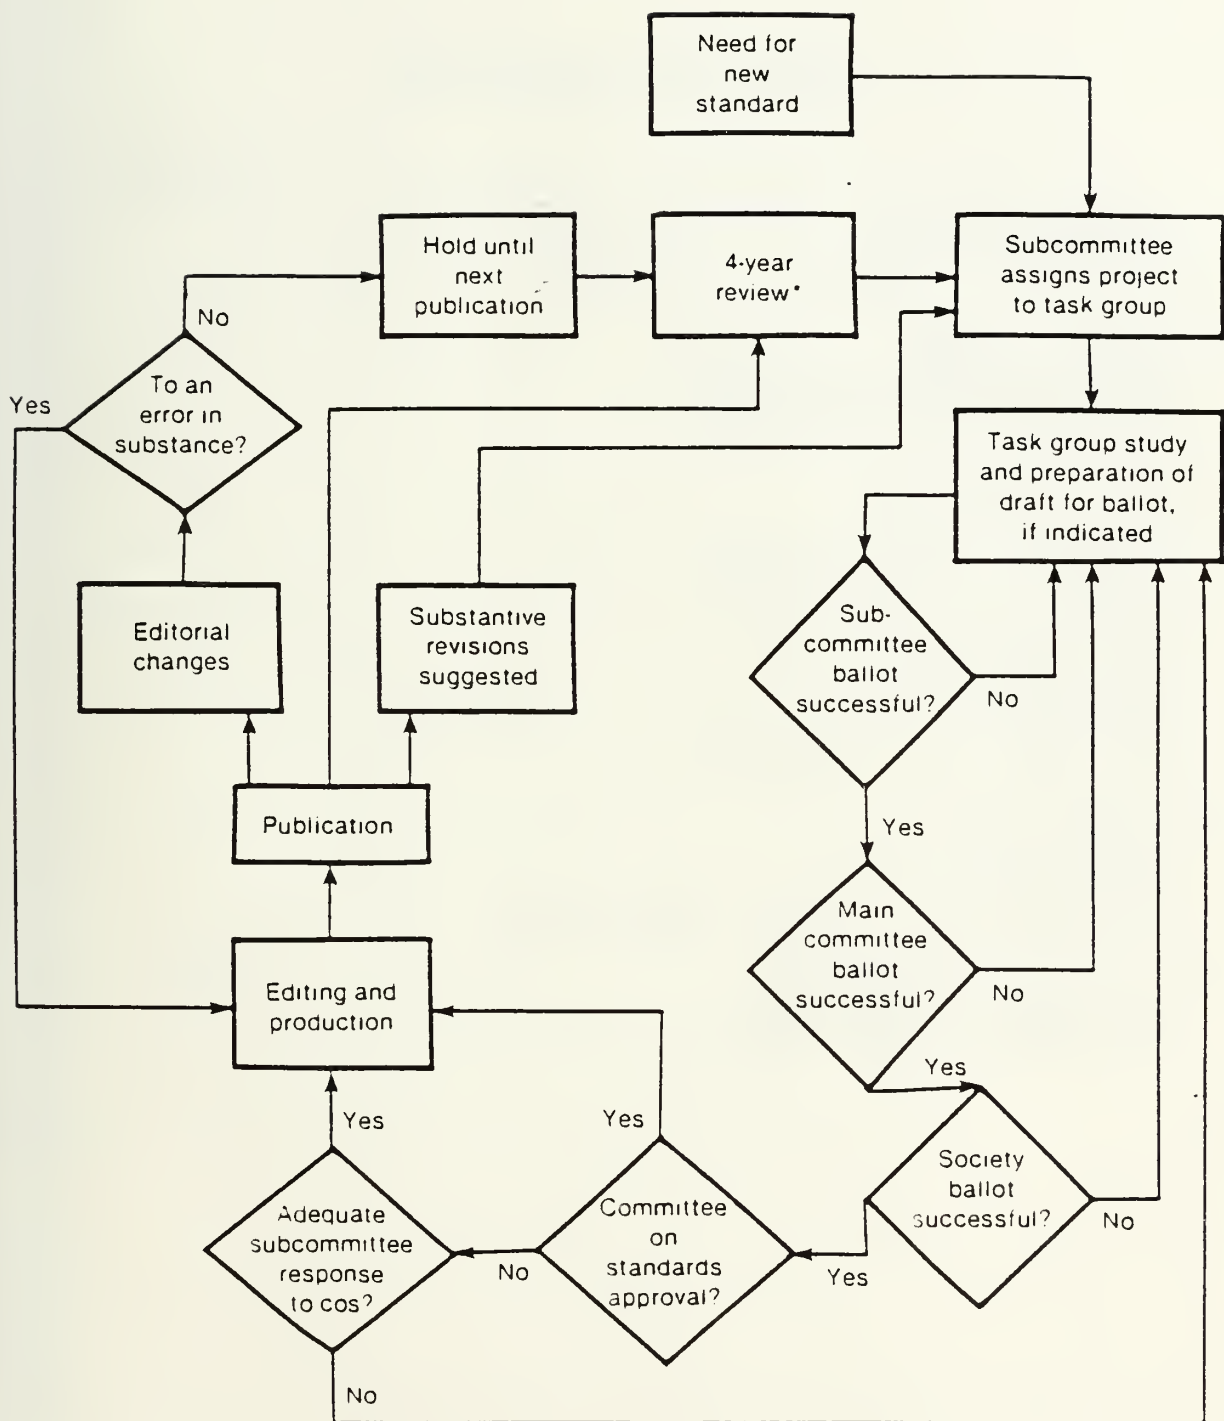 Need for
new
standard
Hold until
next
publication
4-year
review*
Subcommittee
assigns project
to task group
No
To an
error in
substance?
Yes
Task group study
and preparation of
draft for ballot,
if indicated
Editorial
changes
Substantive
revisions
suggested
Sub-
committee
ballot
successful?
No
Yes
Publication
Main
committee
ballot
successful?
No
Yes
Editing and
production
Yes
Yes
Society
ballot
successful?
No
Adequate
subcommittee
response
to cos?
No
Committee
on
standards
approval?
Yes
No